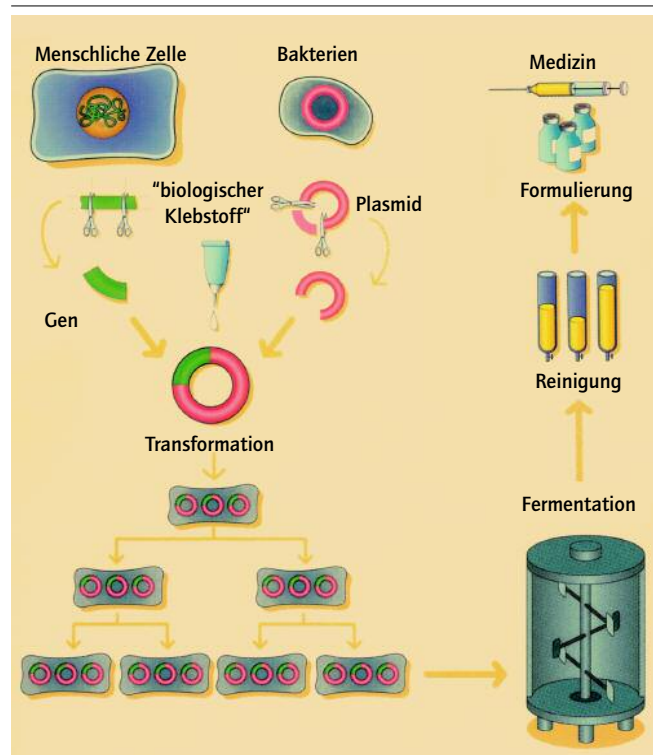 Menschliche Zelle
Bakterien
Medizin
"biologischer
Klebstoff"
Plasmid
Formulierung
Gen
Reinigung
Transformation
Fermentation